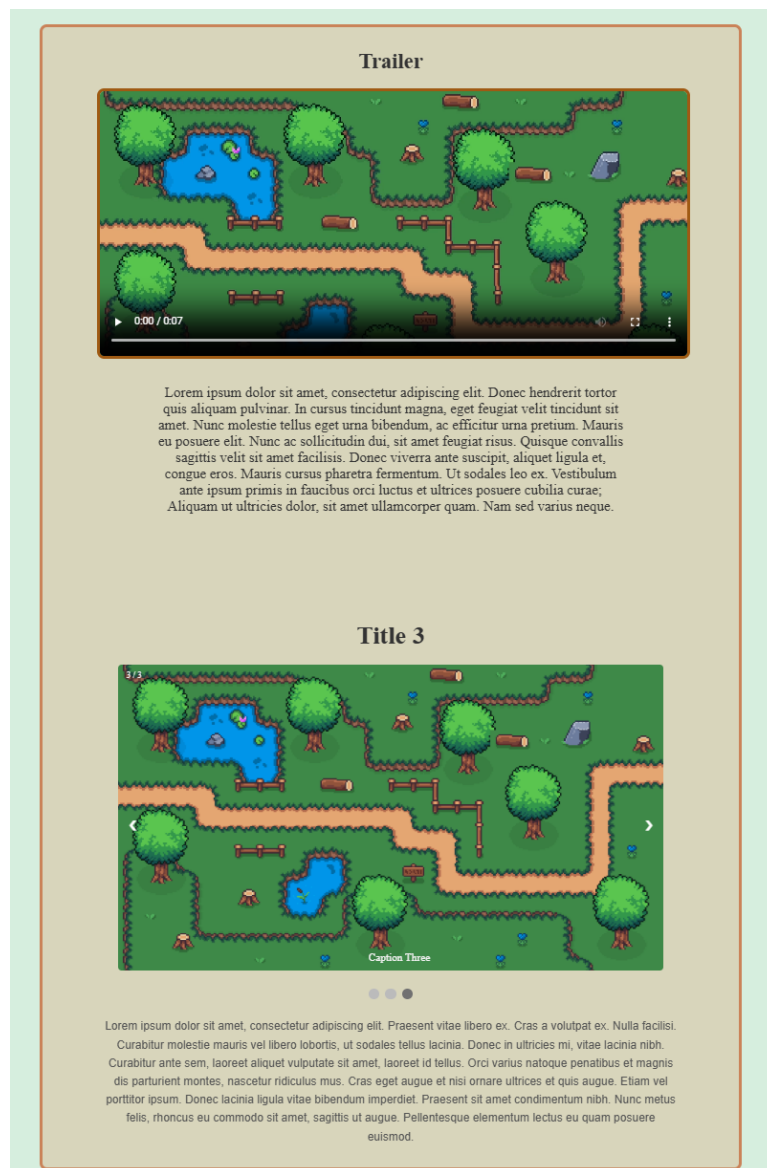 Trailer
0:00 / 0:07
Lorem ipsum dolor sit amet, consectetur adipiscing elit. Donec hendrerit tortor
quis aliquam pulvinar. In cursus tincidunt magna, eget feugiat velit tincidunt sit
amet. Nunc molestie tellus eget urna bibendum, ac efficitur urna pretium. Mauris
eu posuere elit. Nunc ac sollicitudin dui, sit amet feugiat risus. Quisque convallis
sagittis velit sit amet facilisis. Donec viverra ante suscipit, aliquet ligula et,
congue eros. Mauris cursus pharetra fermentum. Ut sodales leo ex. Vestibulum
ante ipsum primis in faucibus orci luctus et ultrices posuere cubilia curae;
Aliquam ut ultricies dolor, sit amet ullamcorper quam. Nam sed varius neque.
Title 3
3 / 3
Caption Three
Lorem ipsum dolor sit amet, consectetur adipiscing elit. Praesent vitae libero ex. Cras a volutpat ex. Nulla facilisi.
Curabitur molestie mauris vel libero lobortis, ut sodales tellus lacinia. Donec in ultricies mi, vitae lacinia nibh.
Curabitur ante sem, laoreet aliquet vulputate sit amet, laoreet id tellus. Orci varius natoque penatibus et magnis
dis parturient montes, nascetur ridiculus mus. Cras eget augue et nisi ornare ultrices et quis augue. Etiam vel
porttitor ipsum. Donec lacinia ligula vitae bibendum imperdiet. Praesent sit amet condimentum nibh. Nunc metus
felis, rhoncus eu commodo sit amet, sagittis ut augue. Pellentesque elementum lectus eu quam posuere
euismod.